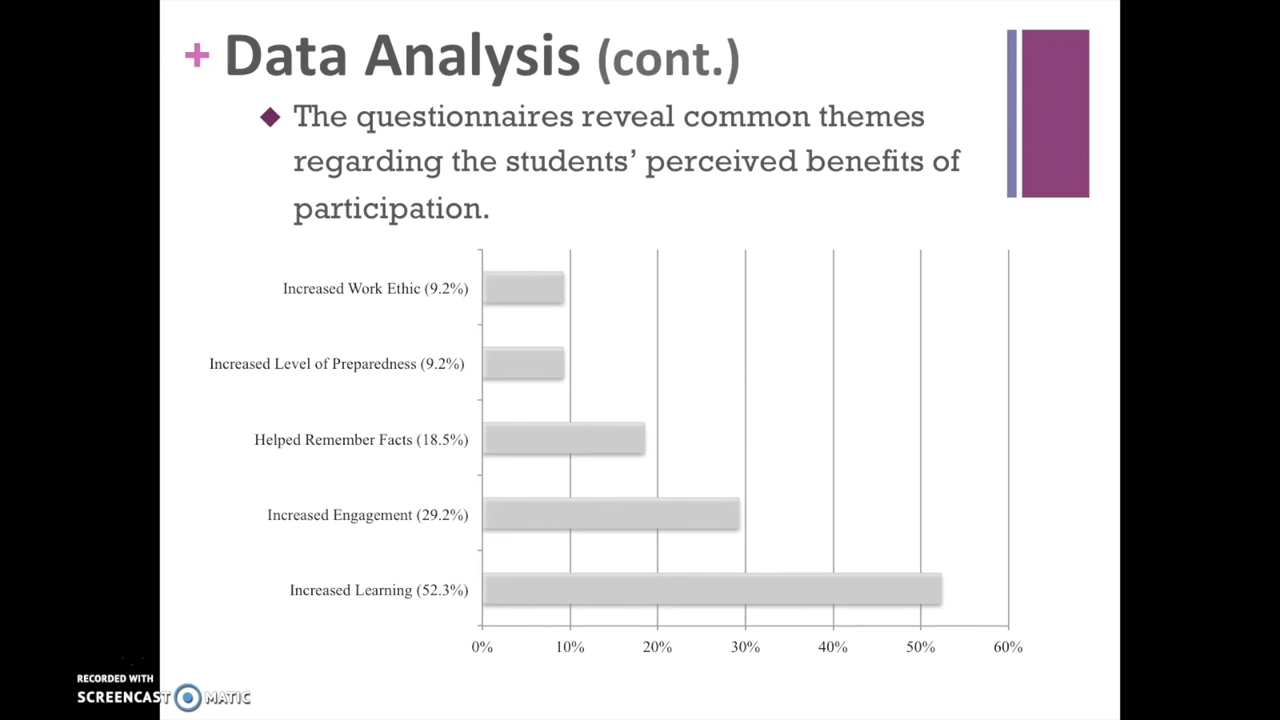 + Data Analysis (cont.)
The questionnaires reveal common themes
regarding the students’ perceived benefits of
participation.
Increased Work Ethic (9.2%)
Increased Level of Preparedness (9.2%)
Helped Remember Facts (18.5%)
Increased Engagement (29.2%)
Increased Learning (52.3%)
0% 10% 20% 30% 40% 50% 60%
RECORDED WITH
SCREENCAST MATIC